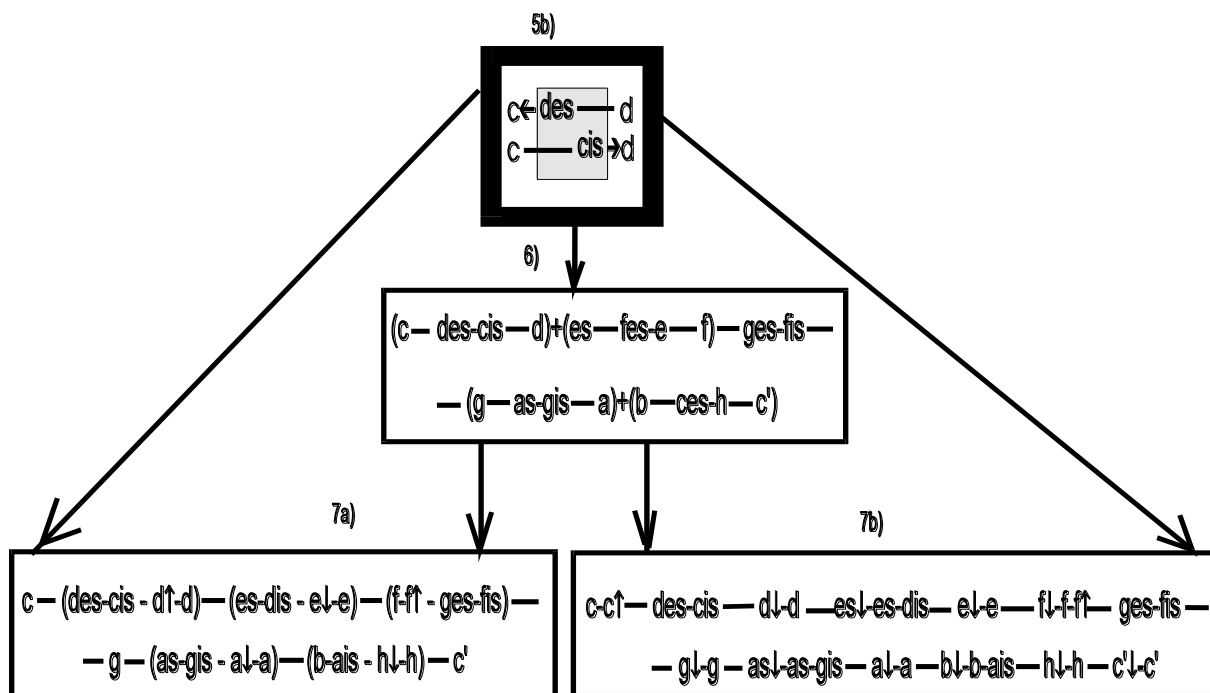 5b)
c← des — d
c — cis →d
6)
(c — des-cis — d)+(es — fes-e — f) — ges-fis —
— (g — as-gis — a)+(b — ces-h — c')
7a)
7b)
c — (des-cis - d↑-d) — (es-dis - e↓-e) — (f-f↑ - ges-fis) —
— g — (as-gis - a↓-a) — (b-ais - h↓-h) — c'
c-c↑ — des-cis — d↓-d — es↓-es-dis — e↓-e — f↓-f-f↑ — ges-fis —
— g↓-g — as↓-as-gis — a↓-a — b↓-b-ais — h↓-h — c'↓-c'